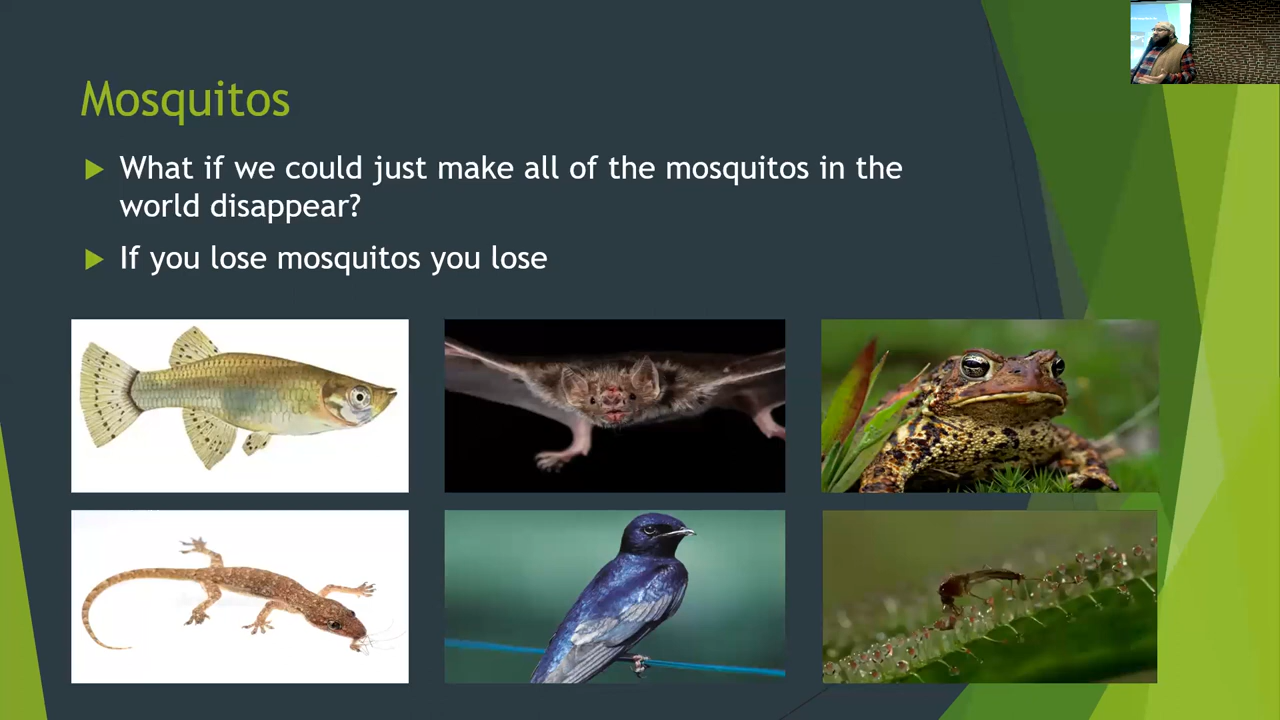 Mosquitos
What if we could just make all of the mosquitos in the
world disappear?
If you lose mosquitos you lose